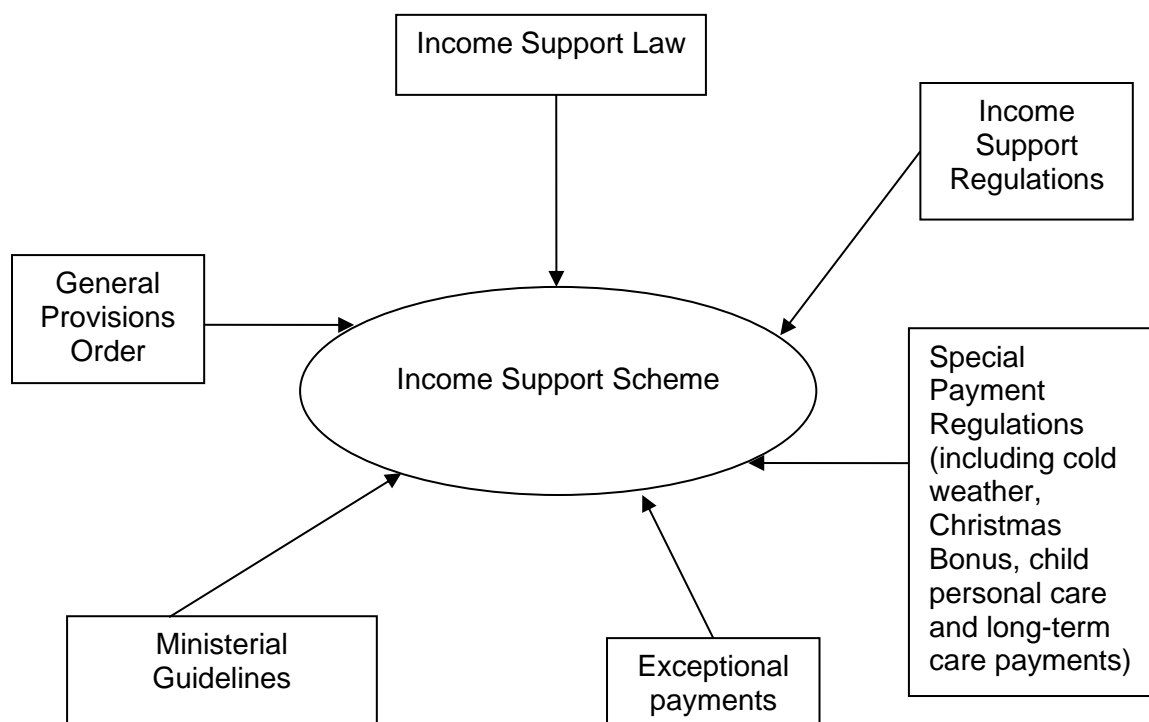 Income Support Law
Income
Support
Regulations
General
Provisions
Order
Income Support Scheme
Special
Payment
Regulations
(including cold
weather,
Christmas
Bonus, child
personal care
and long-term
care payments)
Ministerial
Guidelines
Exceptional
payments